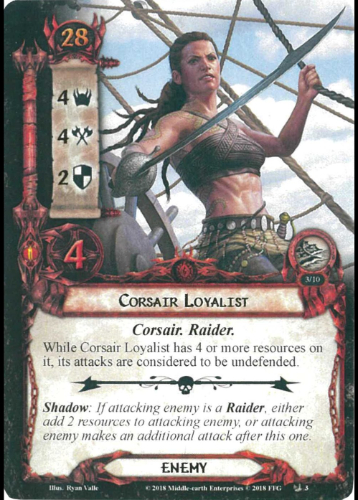 28
4
4
2
4
3/10
CORSAIR LOYALIST
Corsair. Raider.
While Corsair Loyalist has 4 or more resources on
it, its attacks are considered to be undefended.
Shadow: If attacking enemy is a Raider, either
add 2 resources to attacking enemy, or attacking
enemy makes an additional attack after this one.
ENEMY
Illus. Ryan Valle
© 2018 Middle-earth Enterprises © 2018 FFG
3